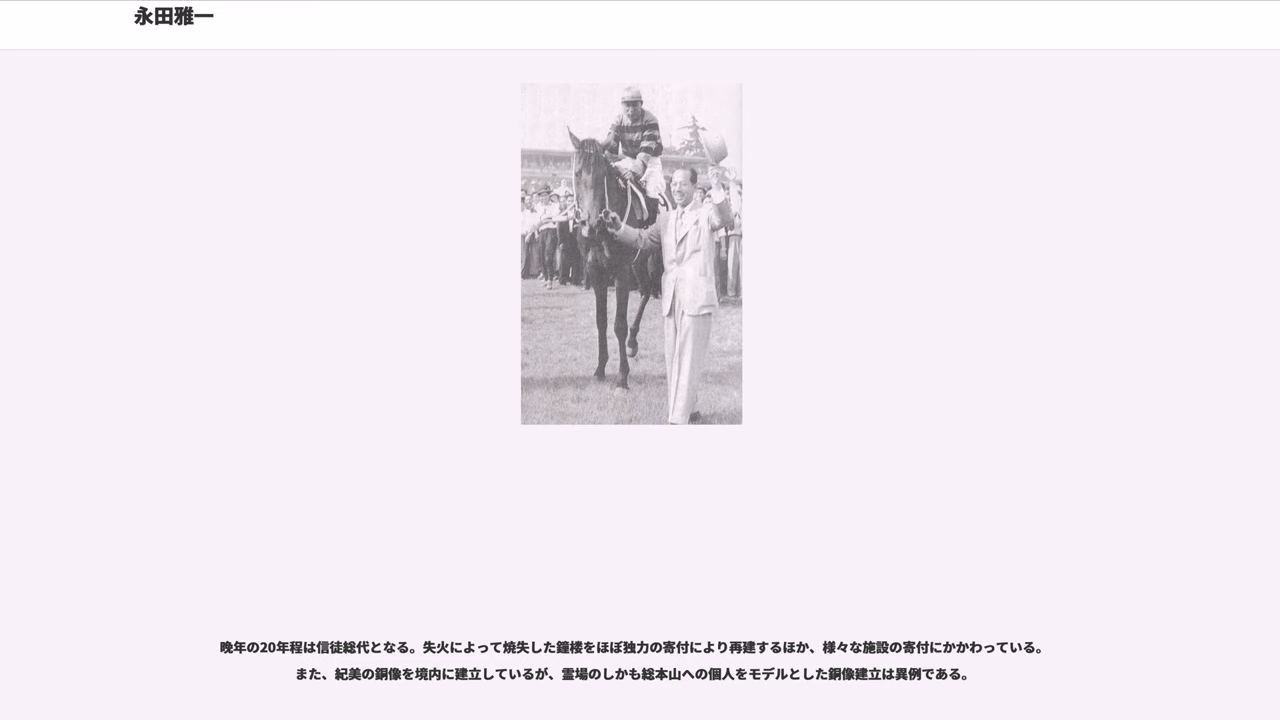 永田雅一
晩年の20年程は信徒総代となる。失火によって焼失した鐘楼をほぼ独力の寄付により再建するほか、様々な施設の寄付にかかわっている。
また、紀美の銅像を境内に建立しているが、霊場のしかも総本山への個人をモデルとした銅像建立は異例である。